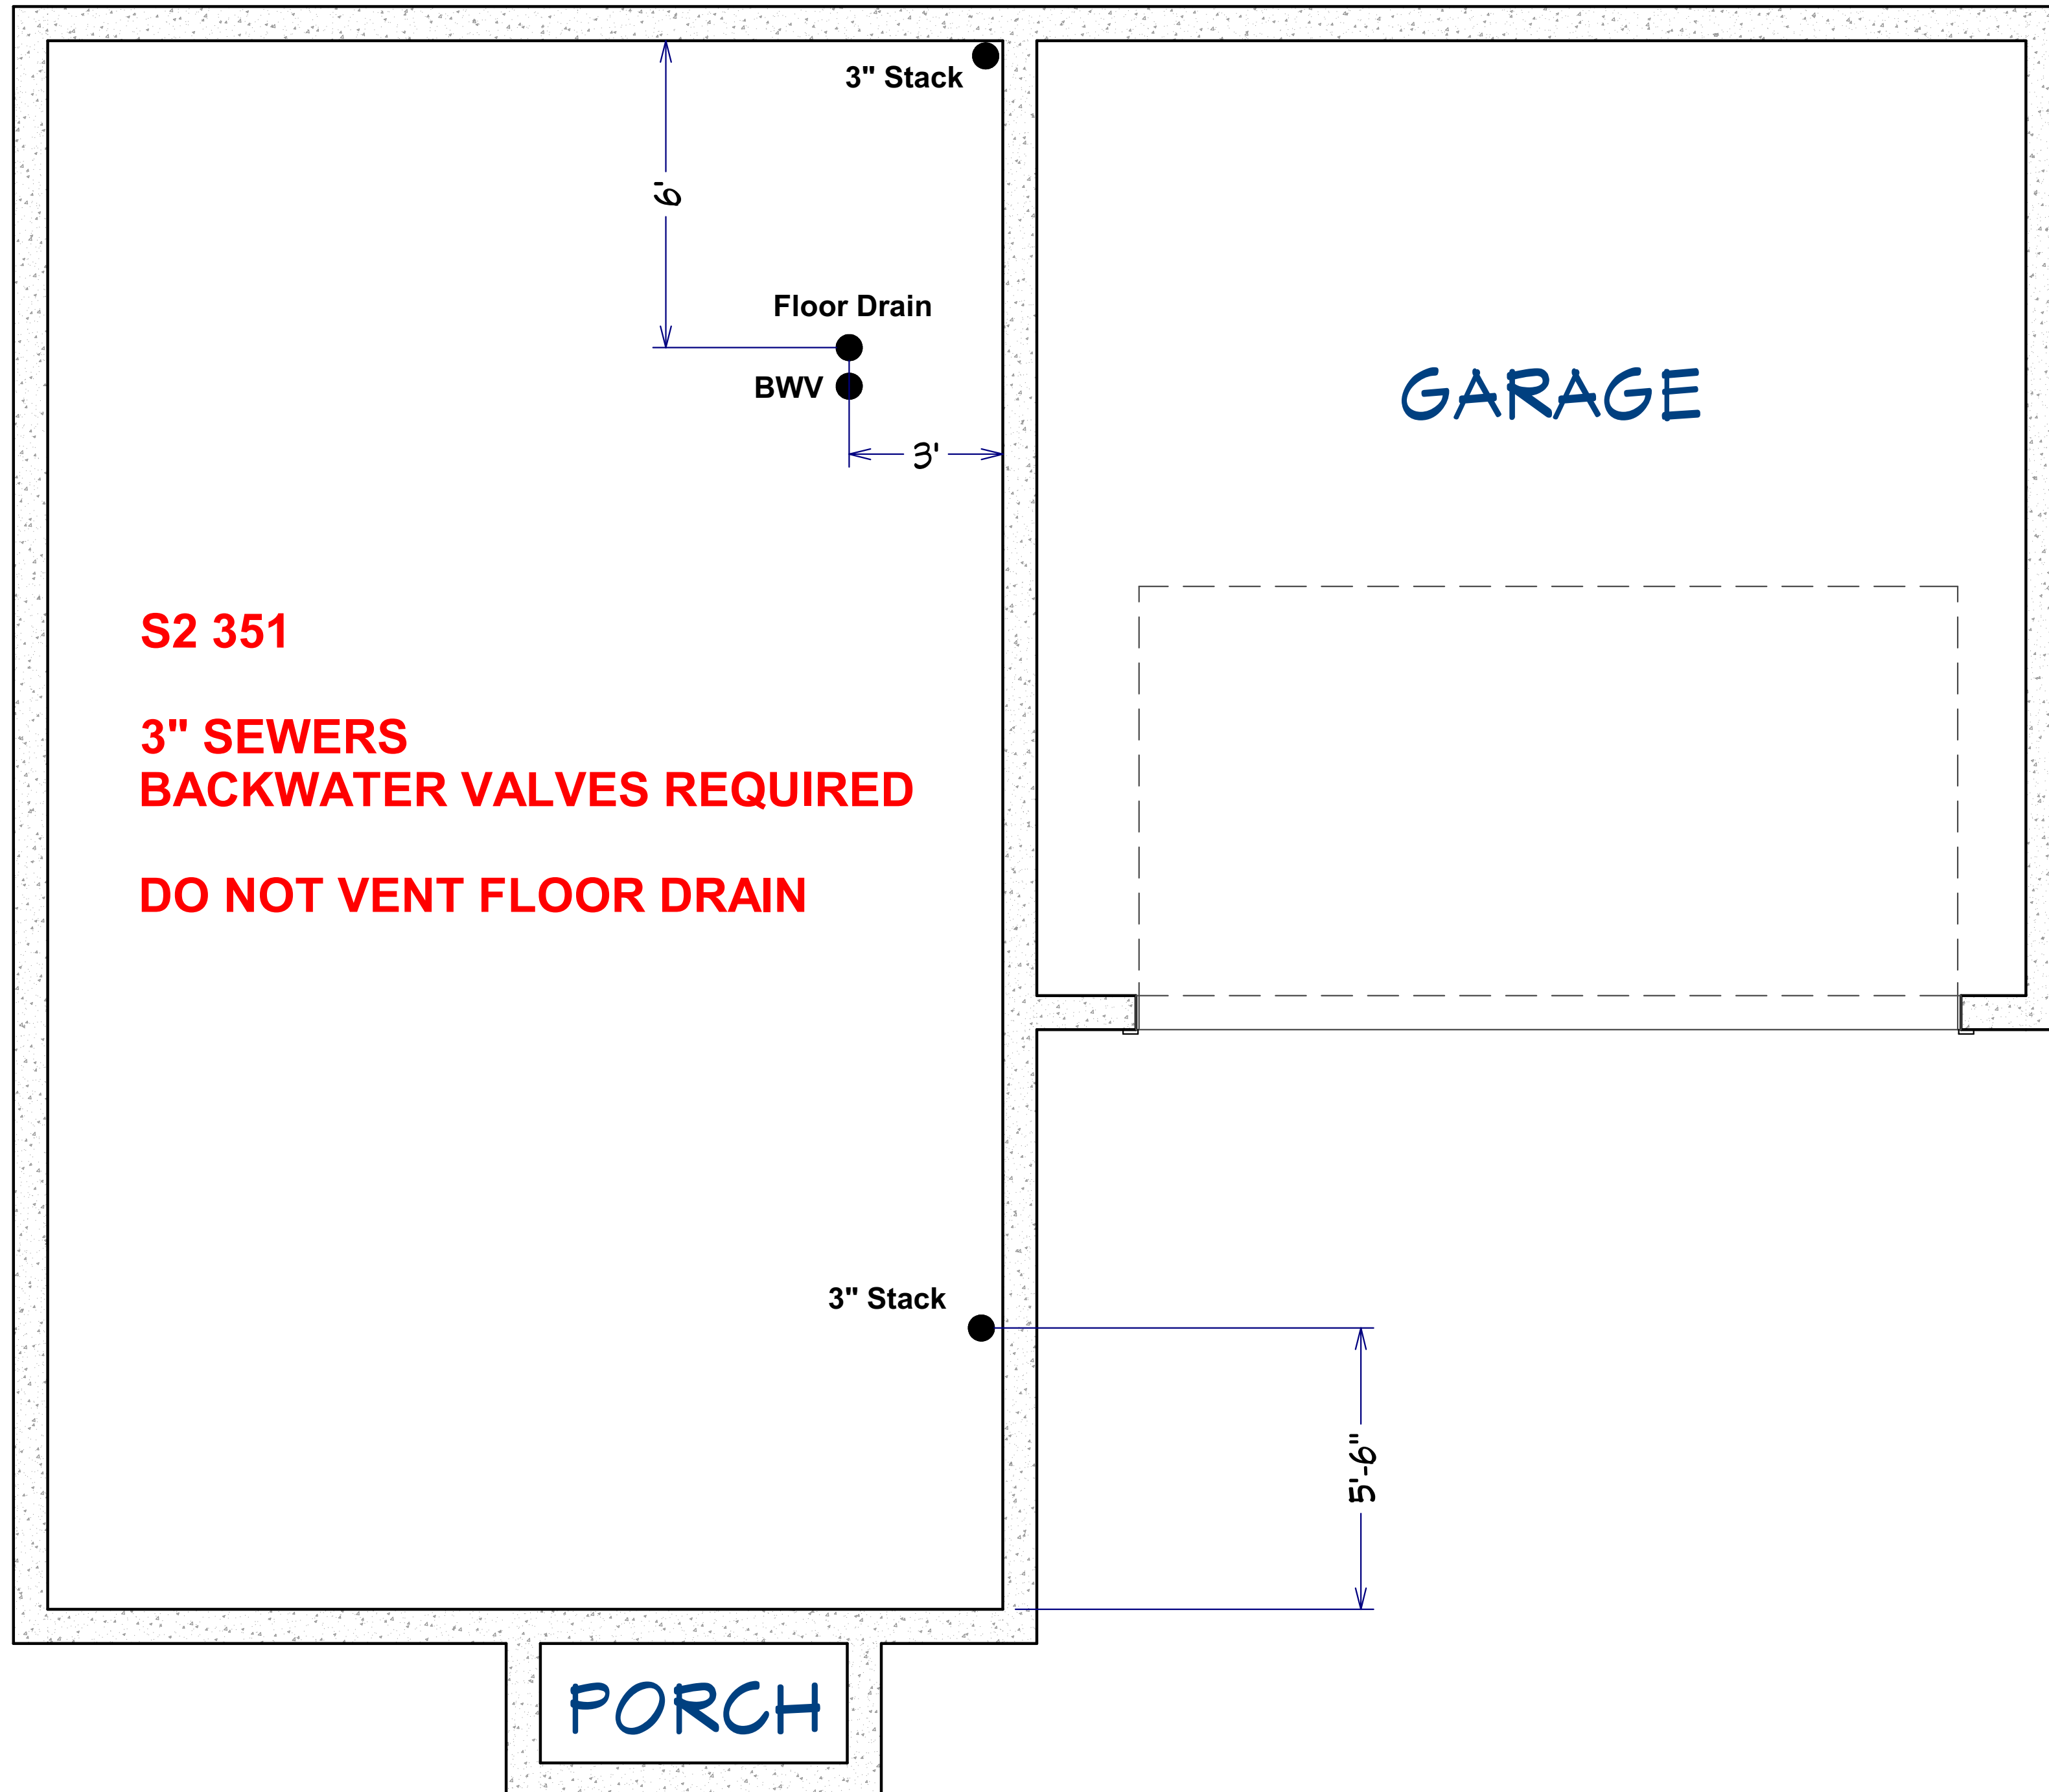 3" Stack
6'
Floor Drain
BWV
3'
GARAGE
S2 351
3" SEWERS
BACKWATER VALVES REQUIRED
DO NOT VENT FLOOR DRAIN
3" Stack
5'-6"
PORCH